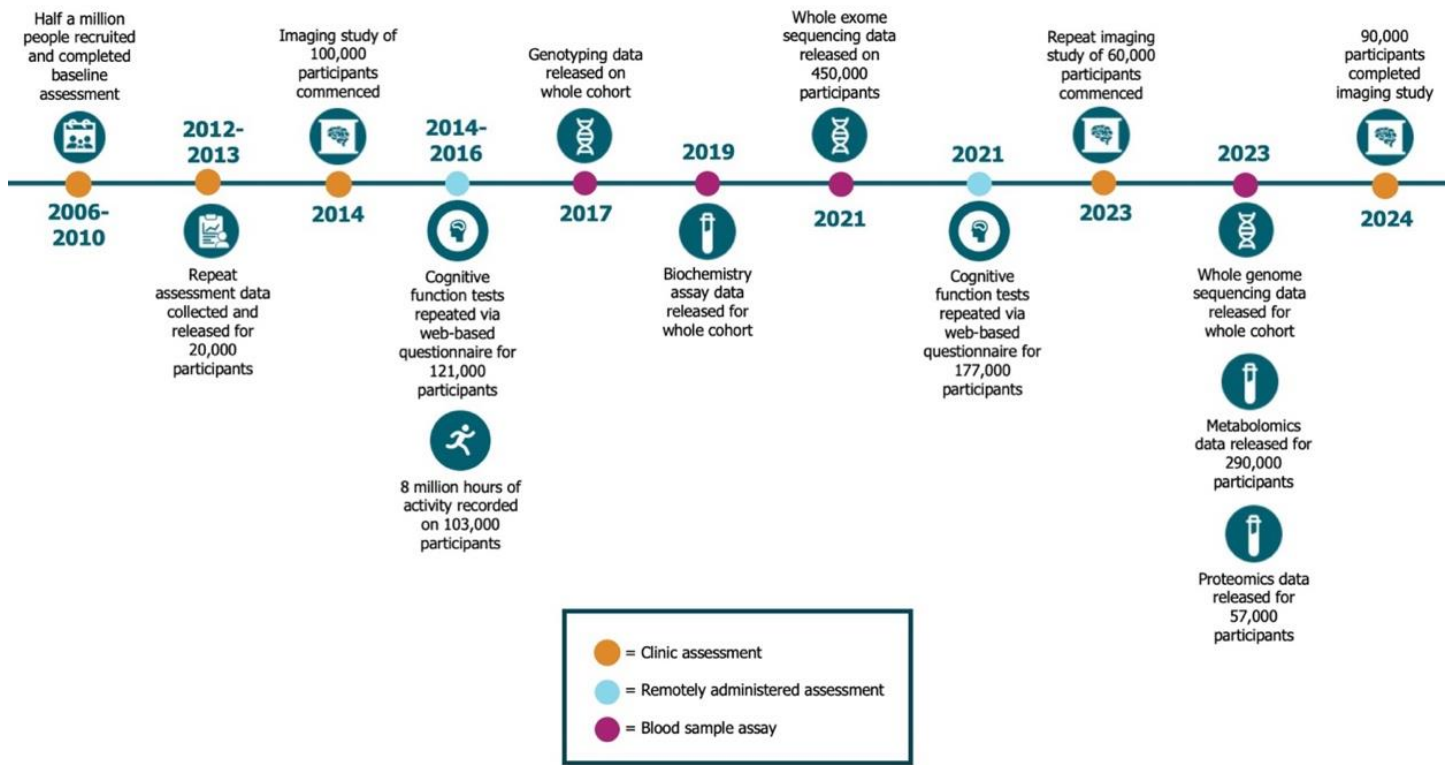 Half a million
people recruited
and completed
baseline
assessment
2006-
2010
2012-
2013
Repeat
assessment data
collected and
released for
20,000
participants
Imaging study of
100,000
participants
commenced
2014
2014-
2016
Cognitive
function tests
repeated via
web-based
questionnaire for
121,000
participants
8 million hours of
activity recorded
on 103,000
participants
Genotyping data
released on
whole cohort
2017
2019
Biochemistry
assay data
released for
whole cohort
Whole exome
sequencing data
released on
450,000
participants
2021
2021
Cognitive
function tests
repeated via
web-based
questionnaire for
177,000
participants
Repeat imaging
study of 60,000
participants
commenced
2023
2023
Whole genome
sequencing data
released for
whole cohort
Metabolomics
data released for
290,000
participants
Proteomics data
released for
57,000
participants
90,000
participants
completed
imaging study
2024
= Clinic assessment
= Remotely administered assessment
= Blood sample assay